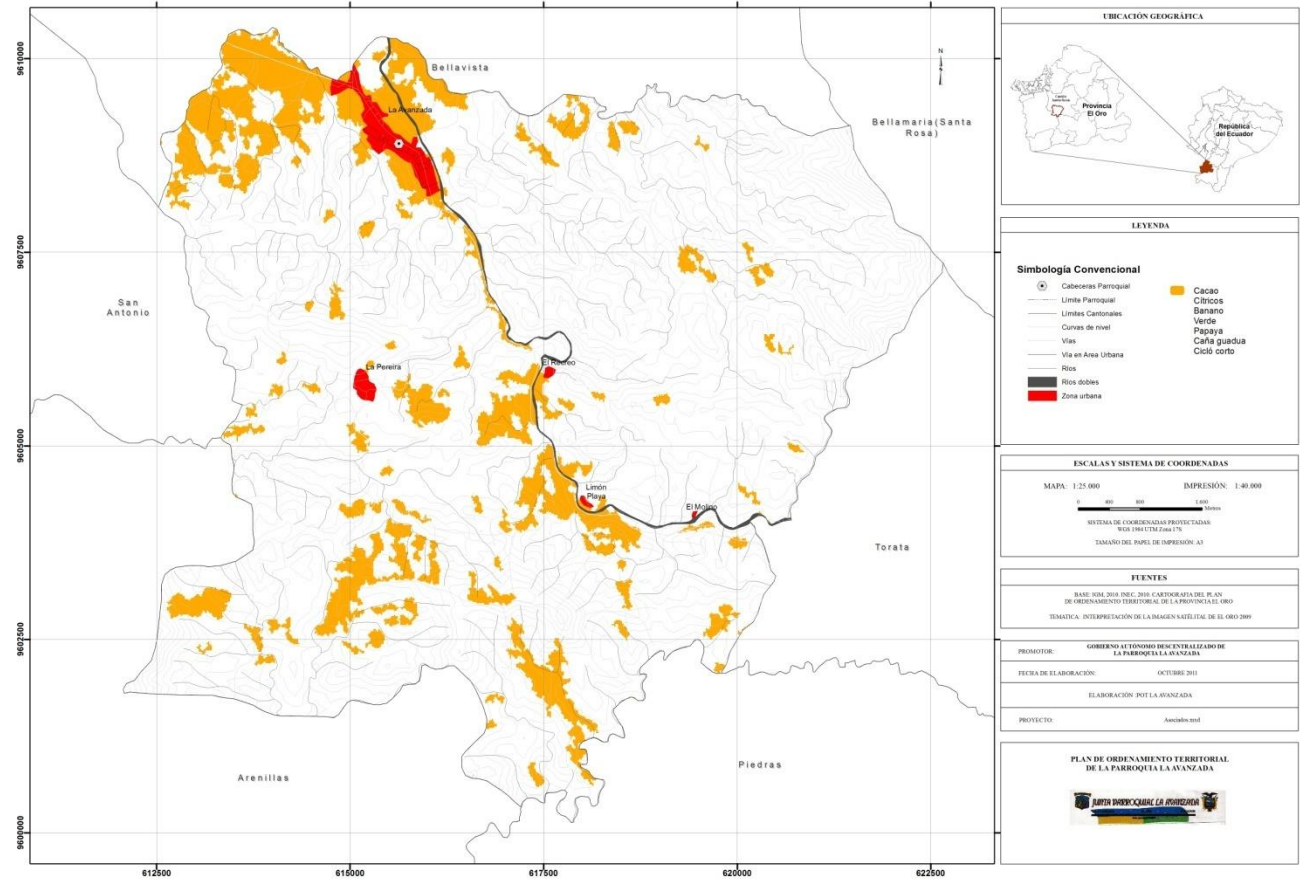 Bellavista
La Avanzada
Bellamaria(Santa
Rosa)
San
Antonio
La Pereira
El Recreo
Limón
Playa
El Molino
Torata
Arenillas
Piedras
N
9610000
9607500
9605000
9602500
9600000
612500
615000
617500
620000
622500
UBICACIÓN GEOGRÁFICA
Provincia
El Oro
República
del Ecuador
LEYENDA
Simbología Convencional
Cabeceras Parroquial
Límite Parroquial
Límites Cantonales
Curvas de nivel
Vías
Vía en Area Urbana
Ríos
Ríos dobles
Zona urbana
Cacao
Cítricos
Banano
Verde
Papaya
Caña guadua
Cicló corto
ESCALAS Y SISTEMA DE COORDENADAS
MAPA: 1:25.000 IMPRESIÓN: 1:40.000
0 400 800 1.600
Metros
SISTEMA DE COORDENADAS PROYECTADAS
WGS 1984 UTM Zona 17S
TAMAÑO DEL PAPEL DE IMPRESIÓN: A3
FUENTES
BASE: IGM, 2010. INEC, 2010. CARTOGRAFIA DEL PLAN
DE ORDENAMIENTO TERRITORIAL DE LA PROVINCIA EL ORO
TEMATICA: INTERPRETACIÓN DE LA IMAGEN SATÉLITAL DE EL ORO 2009
PROMOTOR: GOBIERNO AUTÓNOMO DESCENTRALIZADO DE
LA PARROQUIA LA AVANZADA
FECHA DE ELABORACIÓN: OCTUBRE 2011
ELABORACIÓN :POT LA AVANZADA
PROYECTO: Asociados
PLAN DE ORDENAMIENTO TERRITORIAL
DE LA PARROQUIA LA AVANZADA
JUNTA PARROQUIAL LA AVANZADA